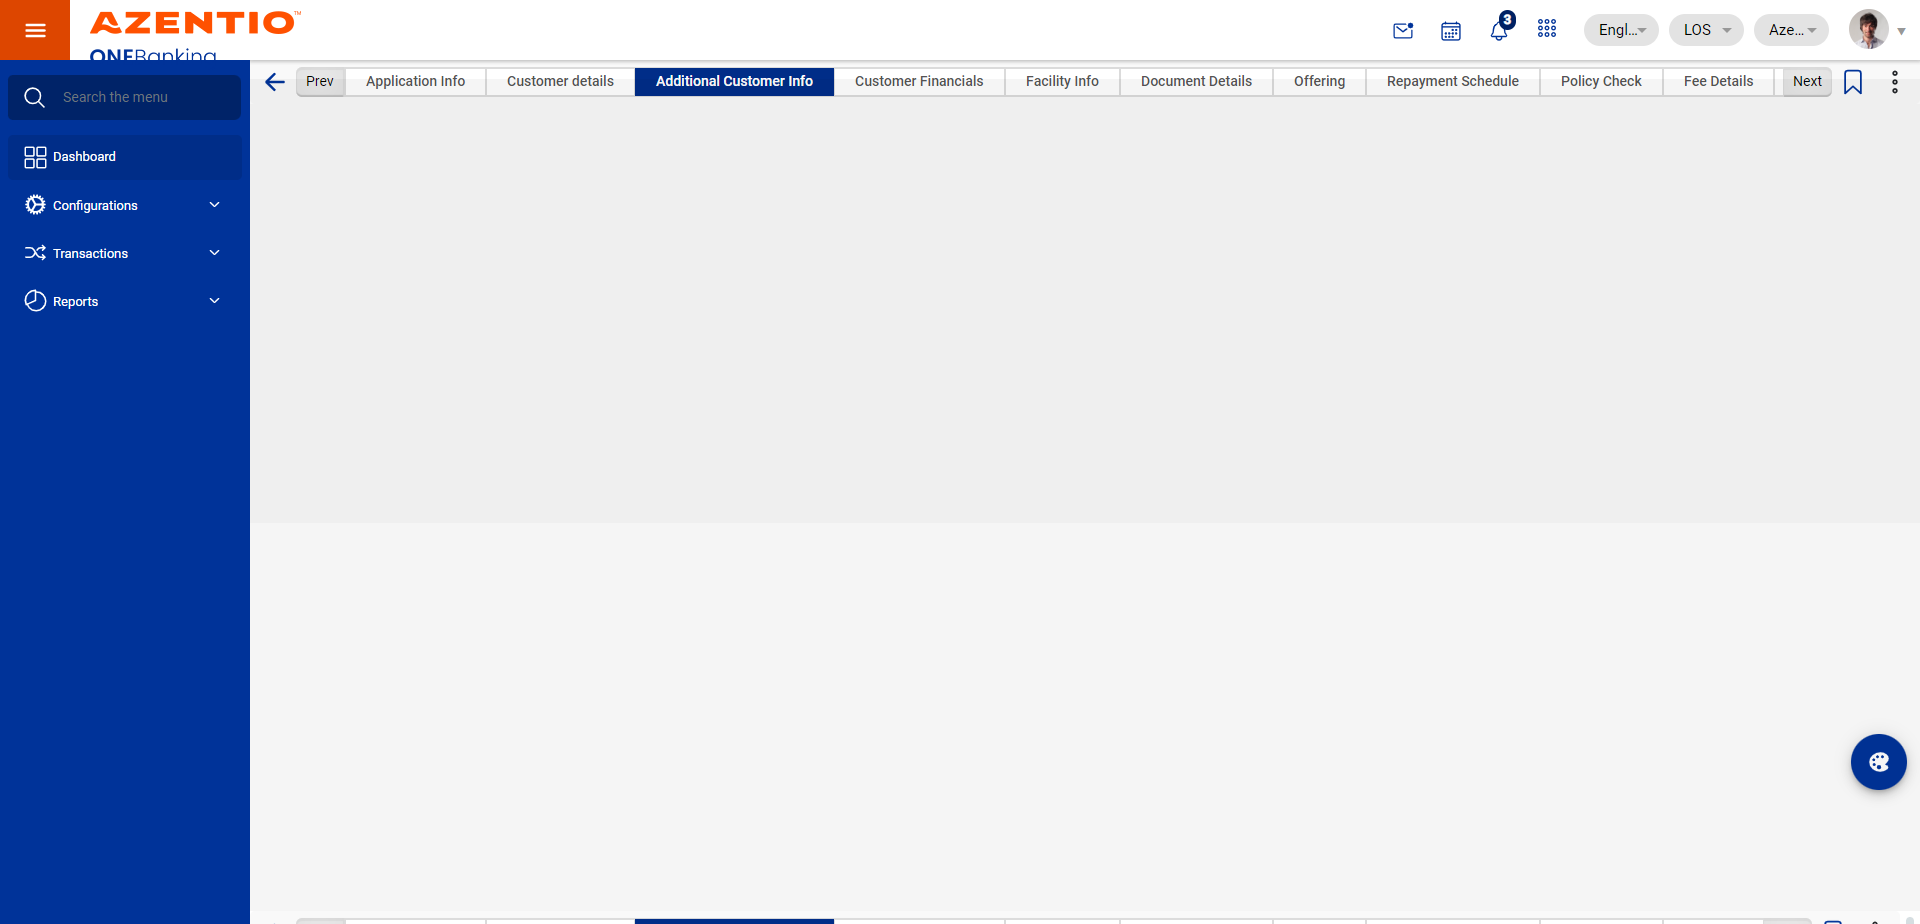 AZENTIO™
ONEBanking
3
Engl...
LOS
Aze...
Search the menu
Dashboard
Configurations
Transactions
Reports
Prev
Application Info
Customer details
Additional Customer Info
Customer Financials
Facility Info
Document Details
Offering
Repayment Schedule
Policy Check
Fee Details
Next